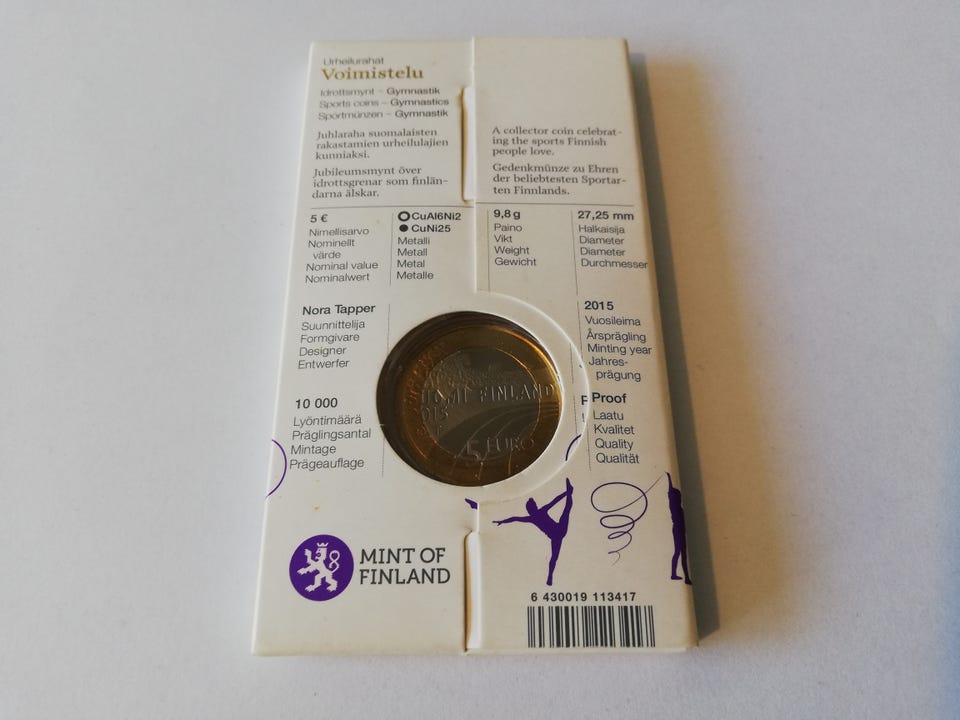 Urheilurahat
Voimistelu
Idrottsmynt – Gymnastik
Sports coins – Gymnastics
Sportmünzen – Gymnastik
Juhlaraha suomalaisten
rakastamien urheilulajien
kunniaksi.
Jubileumsmynt över
idrottsgrenar som finlän-
darna älskar.
A collector coin celebrat-
ing the sports Finnish
people love.
Gedenkmünze zu Ehren
der beliebtesten Sportar-
ten Finnlands.
5 €
Nimellisarvo
Nominellt
värde
Nominal value
Nominalwert
CuAl6Ni2
CuNi25
Metalli
Metall
Metal
Metalle
9,8 g
Paino
Vikt
Weight
Gewicht
27,25 mm
Halkaisija
Diameter
Diameter
Durchmesser
Nora Tapper
Suunnittelija
Formgivare
Designer
Entwerfer
2015
Vuosileima
Årsprägling
Minting year
Jahres-
prägung
10 000
Lyöntimäärä
Präglingsantal
Mintage
Prägeauflage
Proof
Laatu
Kvalitet
Quality
Qualität
FINLAND
5 EURO
MINT OF
FINLAND
6 430019 113417